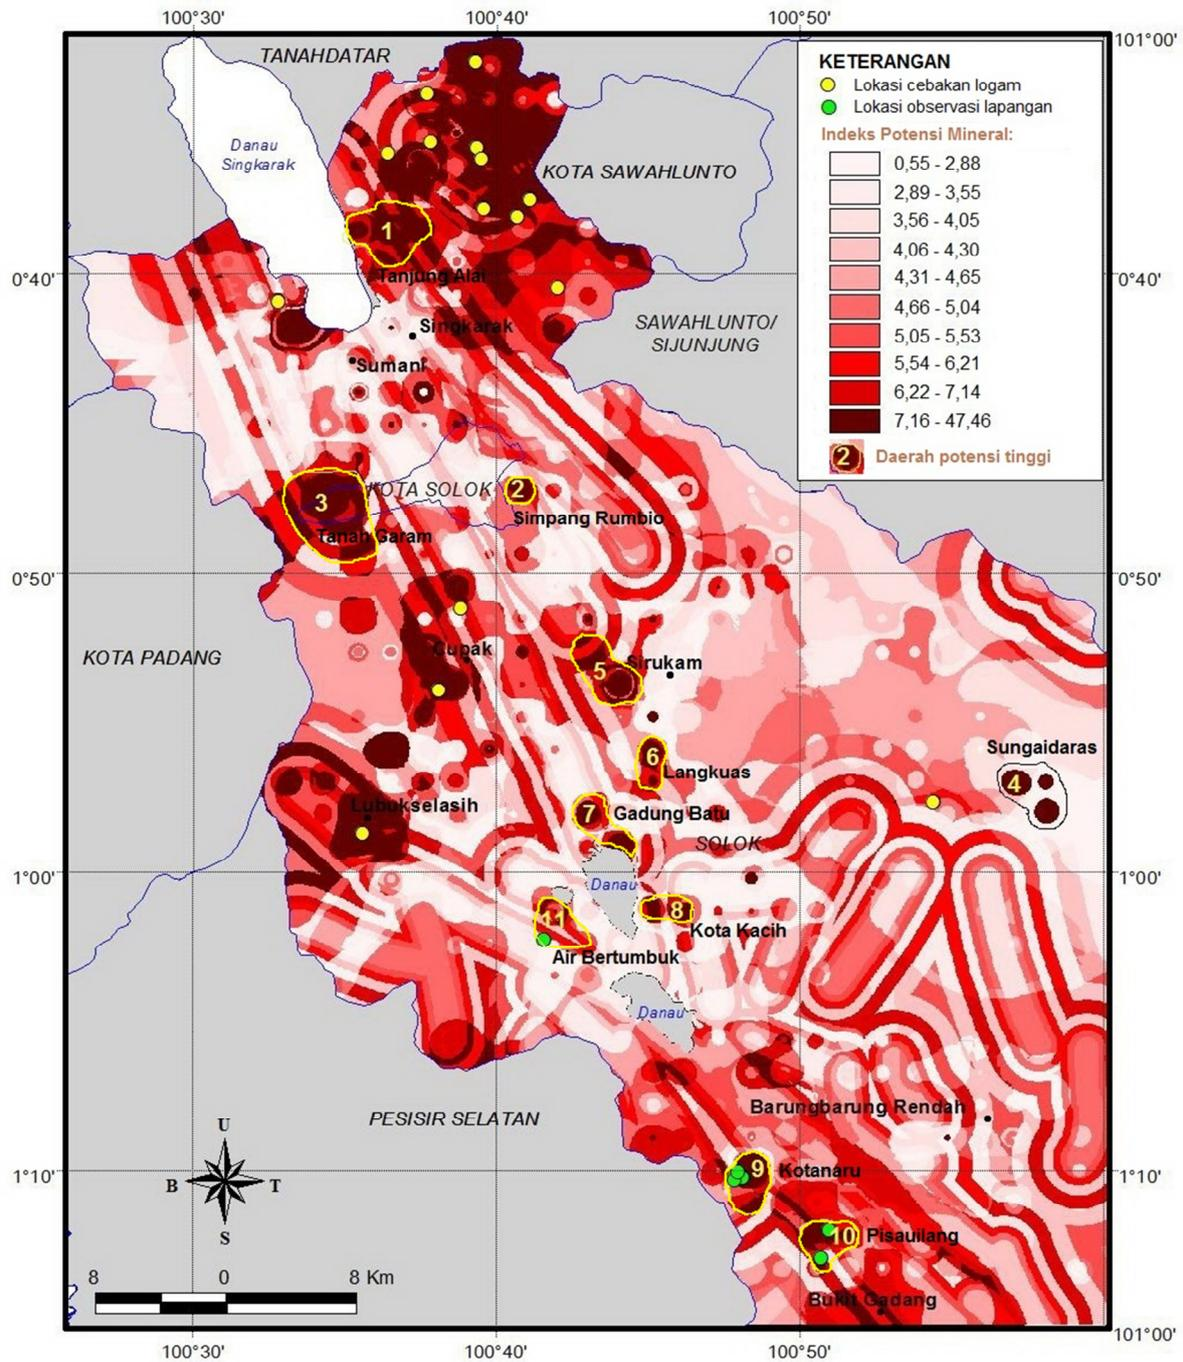 100°30'
100°40'
100°50'
101°00'
TANAHDATAR
KETERANGAN
Lokasi cebakan logam
Lokasi observasi lapangan
Indeks Potensi Mineral:
0,55 - 2,88
2,89 - 3,55
3,56 - 4,05
4,06 - 4,30
4,31 - 4,65
4,66 - 5,04
5,05 - 5,53
5,54 - 6,21
6,22 - 7,14
7,16 - 47,46
2
Daerah potensi tinggi
Danau
Singkarak
KOTA SAWAHLUNTO
1
Tanjung Alai
0°40'
0°40'
Singkarak
SAWAHLUNTO/
SIJUNJUNG
Sumani
KOTA SOLOK
2
3
Simpang Rumbio
Tanah Garam
0°50'
0°50'
KOTA PADANG
Cupak
5
Sirukam
6
Langkuas
Sungaidaras
4
Lubukselasih
7
Gadung Batu
SOLOK
1°00'
1°00'
Danau
8
Kota Kacih
11
Air Bertumbuk
Danau
PESISIR SELATAN
Barungbarung Rendah
U
B
T
S
1°10'
1°10'
9
Kotanaru
10
Pisauilang
Bukit Gadang
8
0
8 Km
100°30'
100°40'
100°50'
101°00'